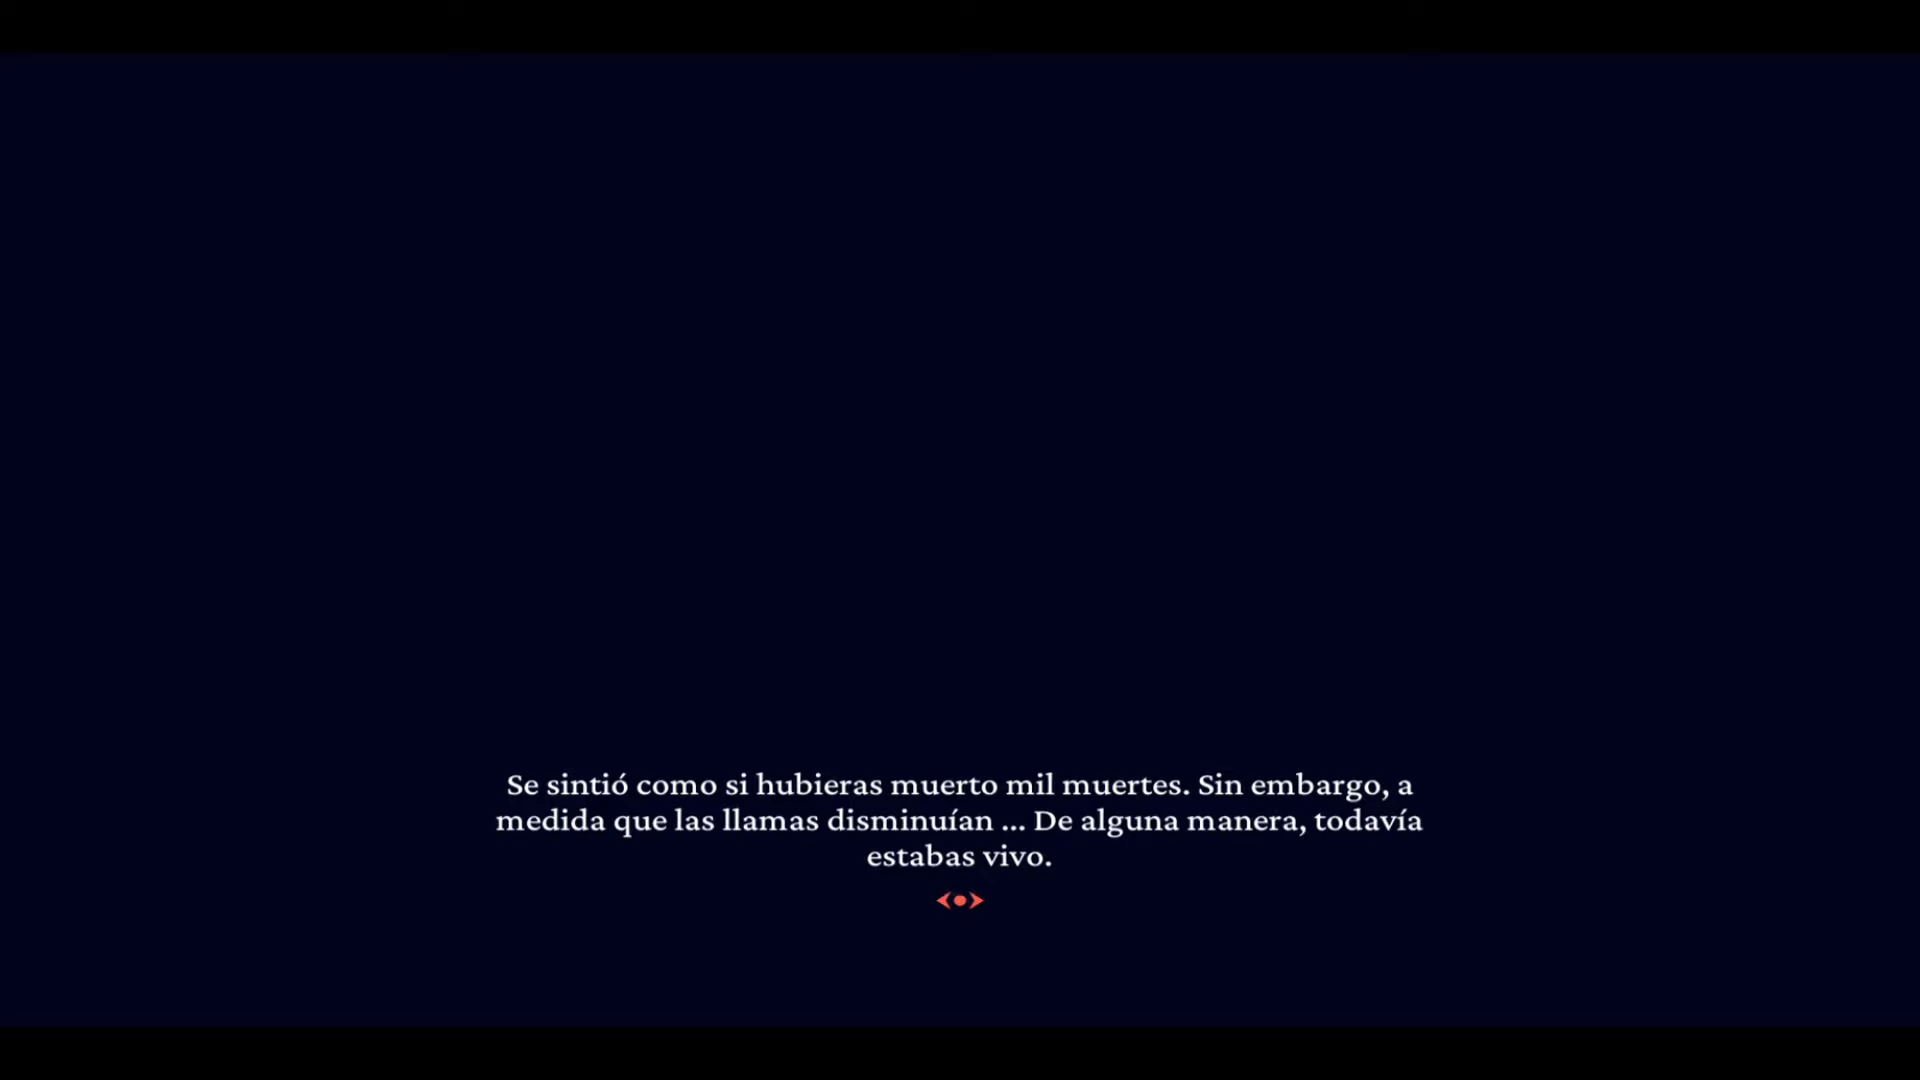 Se sintió como si hubieras muerto mil muertes. Sin embargo, a
medida que las llamas disminuían ... De alguna manera, todavía
estabas vivo.